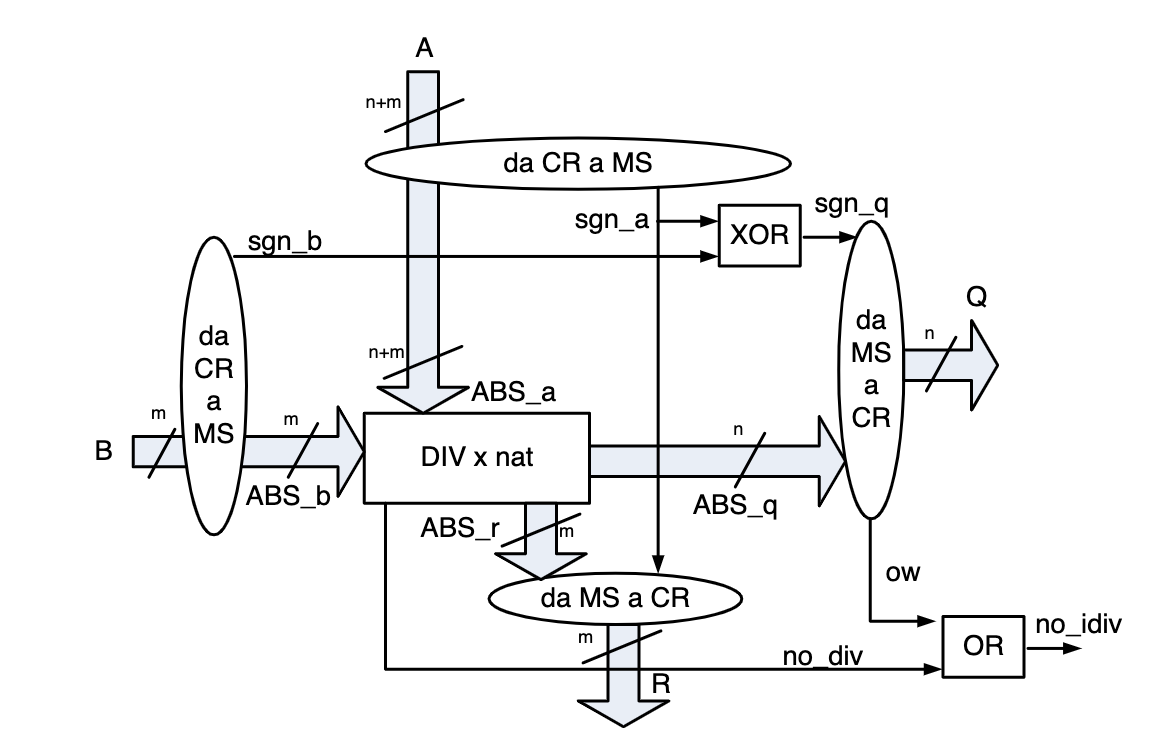 A
n+m
da CR a MS
sgn_a
XOR
sgn_q
sgn_b
da
CR
a
MS
da
MS
a
CR
Q
n
n+m
ABS_a
B
m
m
ABS_b
DIV x nat
n
ABS_q
ABS_r
m
da MS a CR
ow
m
R
no_div
OR
no_idiv